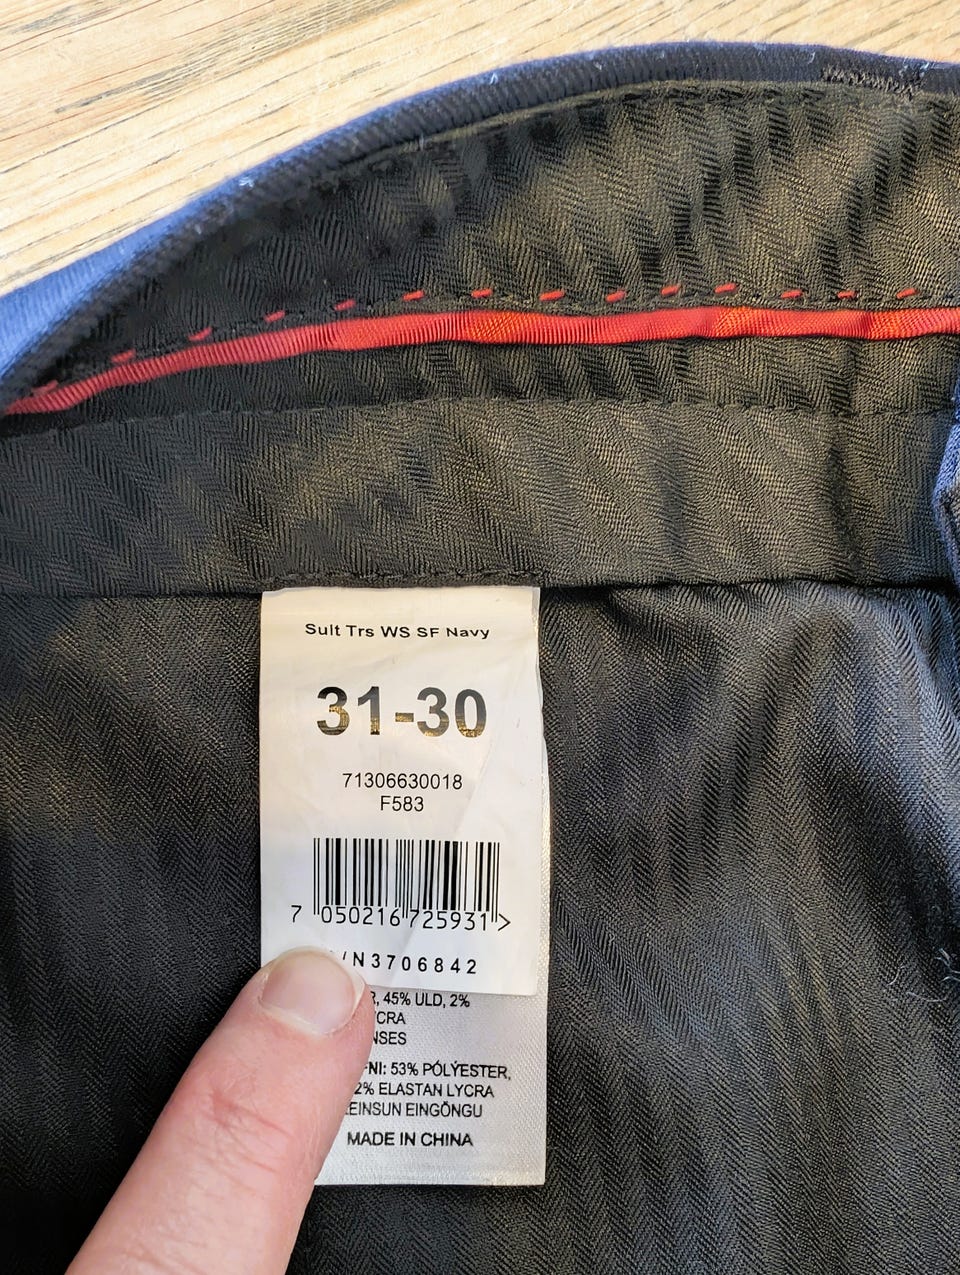 Suit Trs WS SF Navy
31-30
71306630018
F583
7 050216 725931 >
/N3706842
R, 45% ULD, 2%
CRA
NSES
FNI: 53% PÓLÝESTER,
2% ELASTAN LYCRA
EINSUN EINGÖNGU
MADE IN CHINA